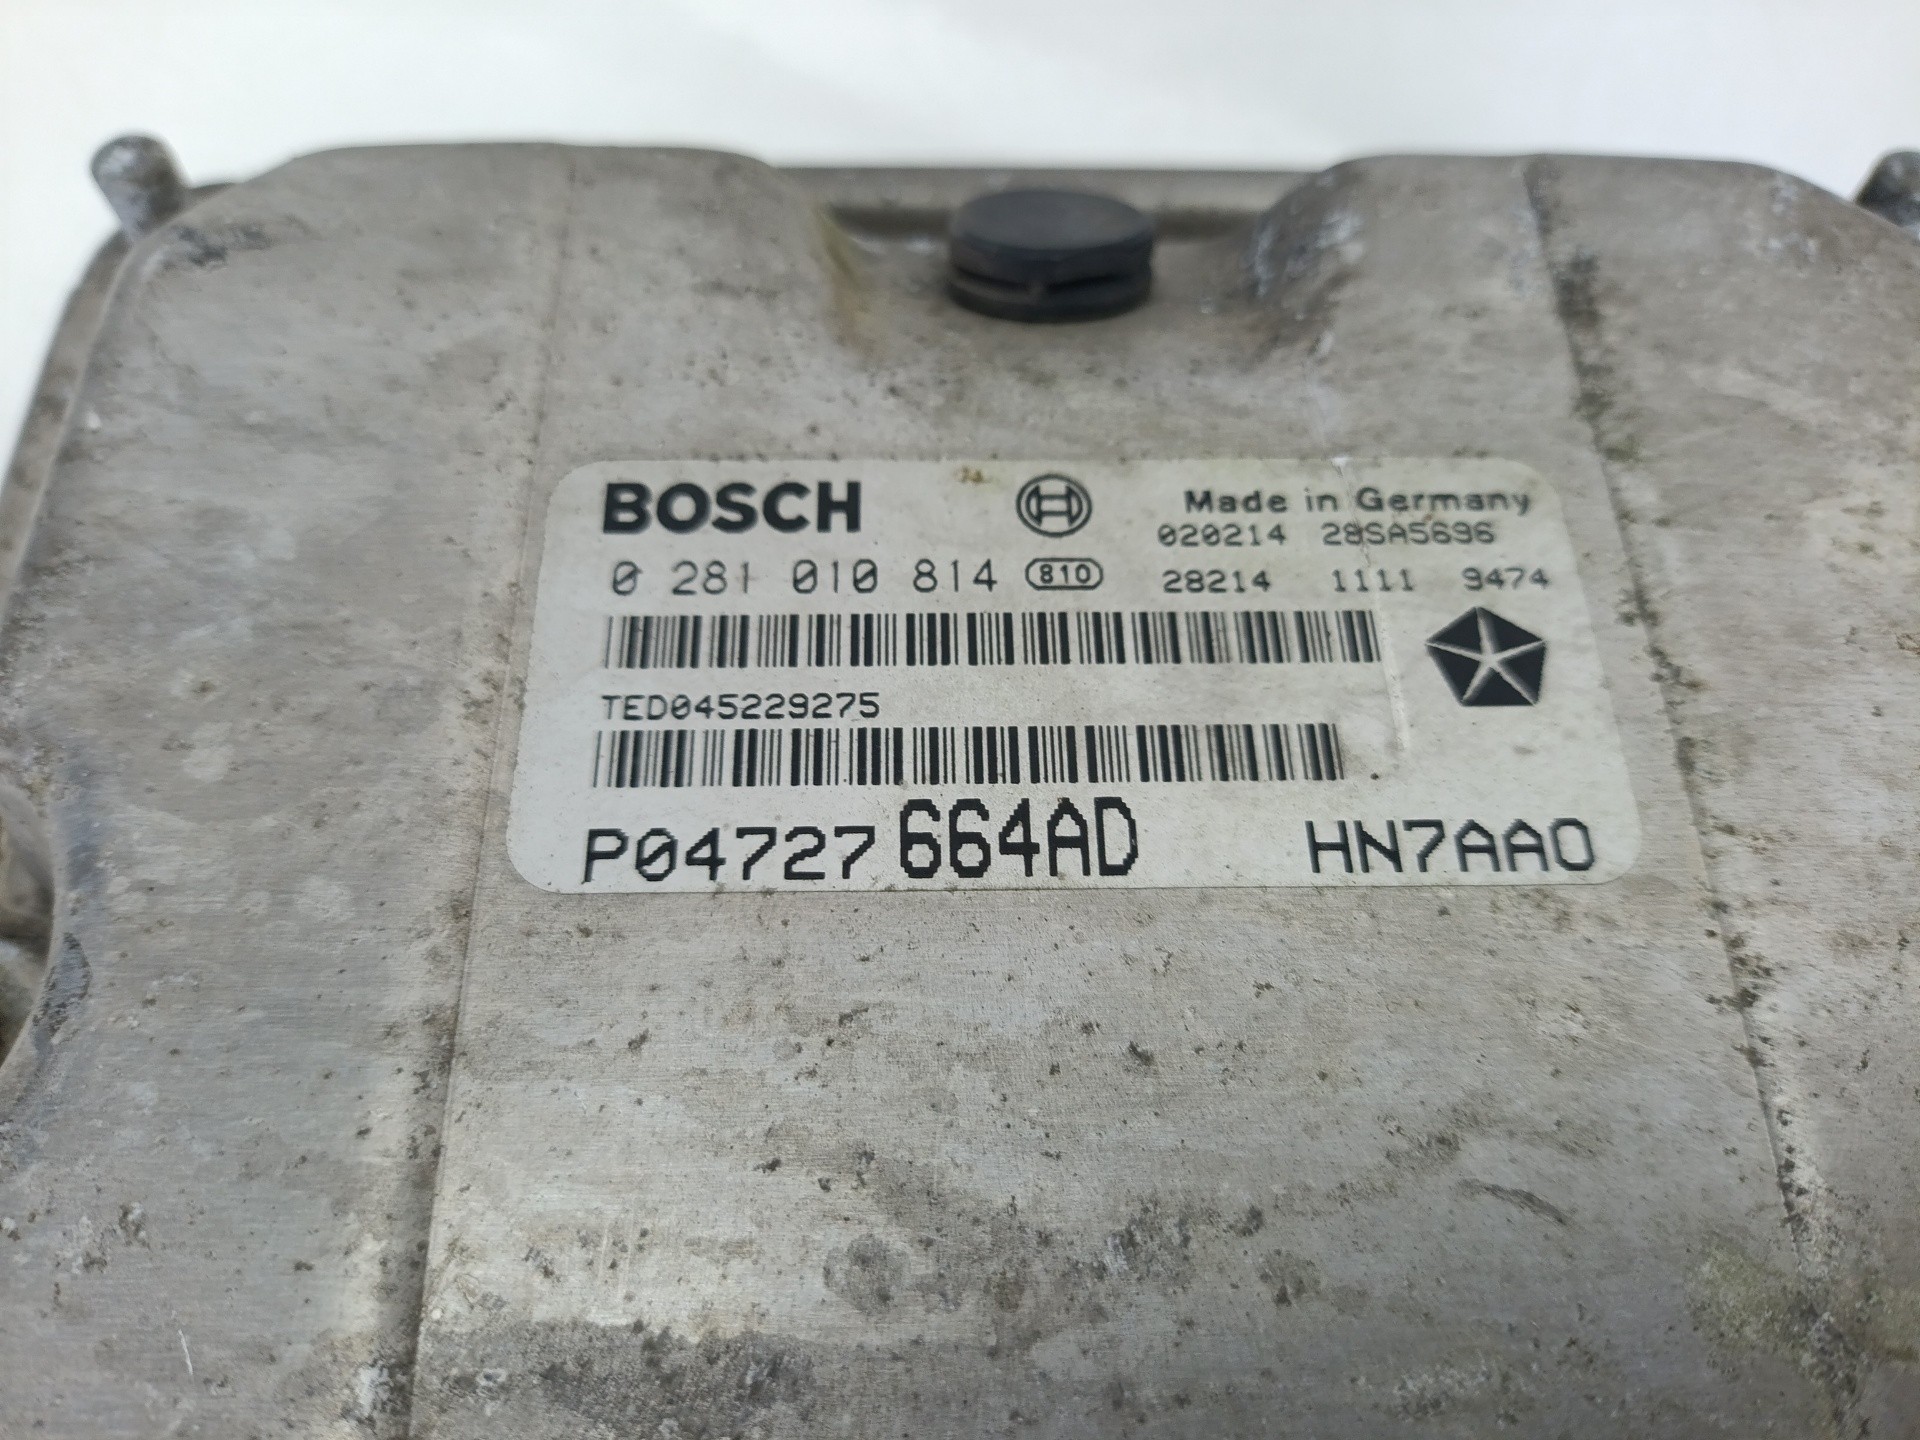 BOSCH
Made in Germany
020214 28SA5696
0 281 010 814 810 28214 1111 9474
TED045229275
P04727 664AD HN7AA0